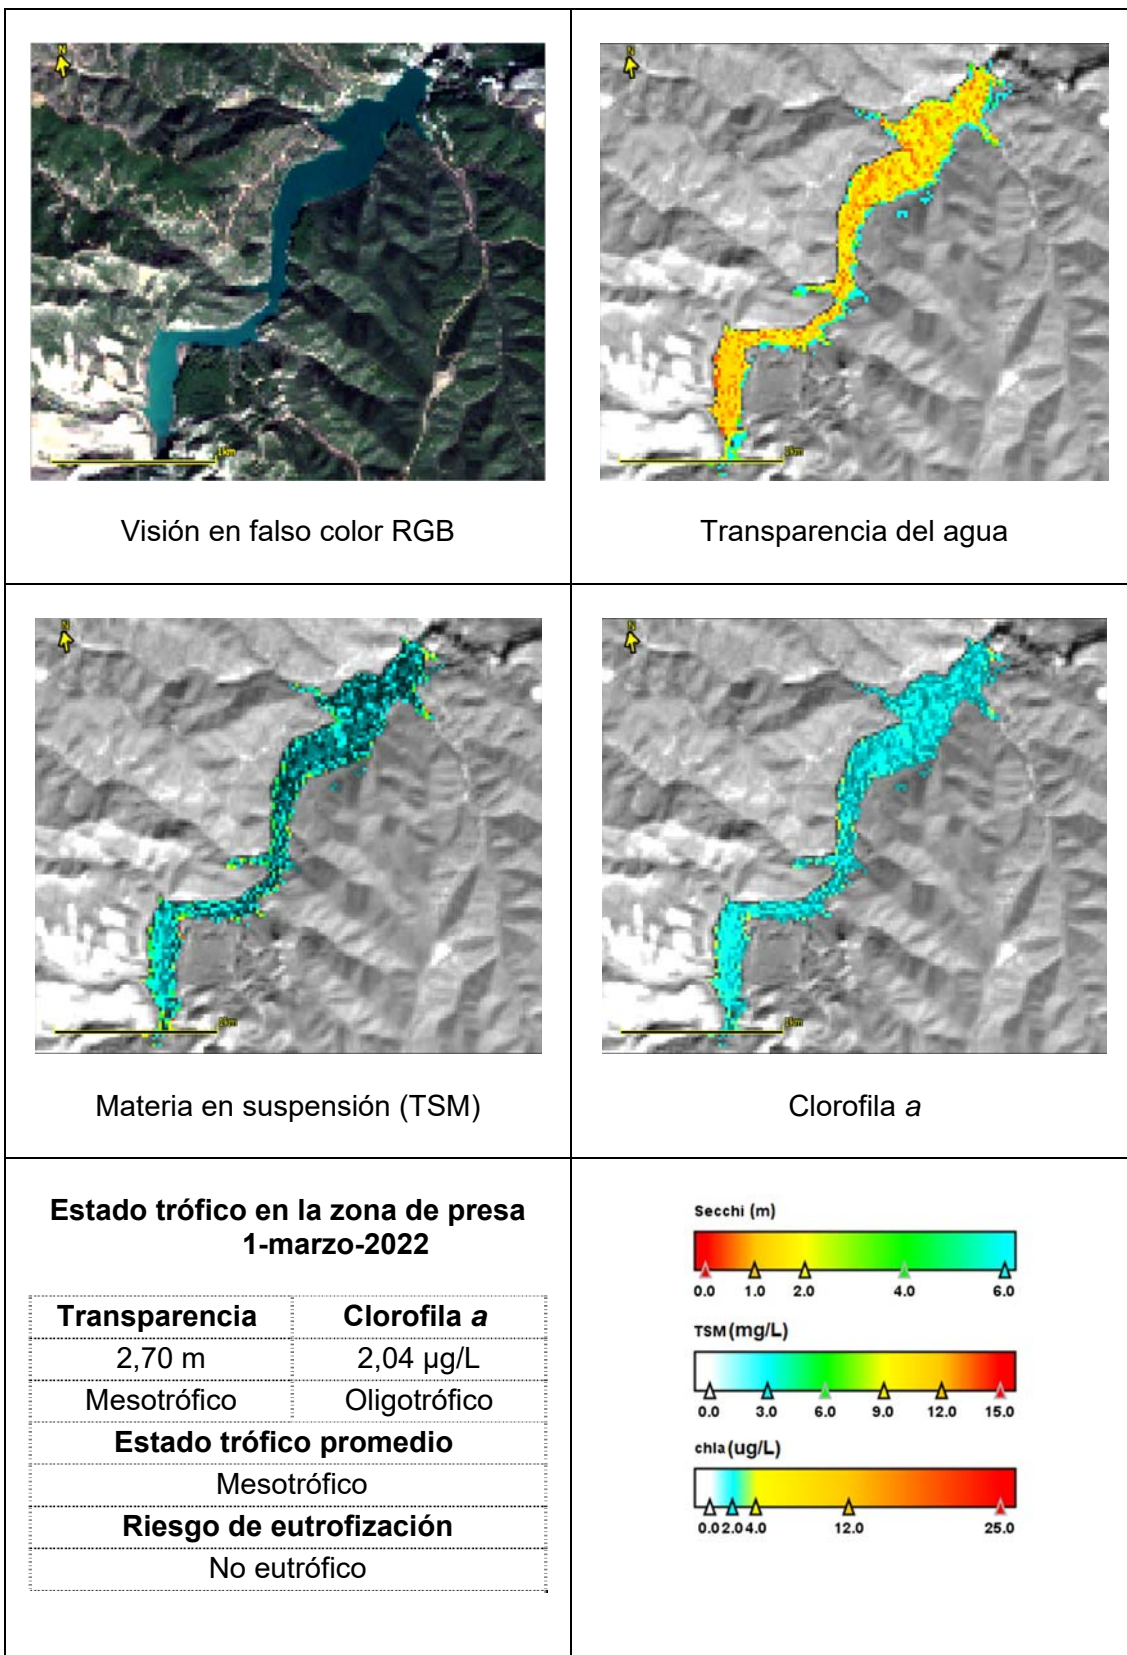 N
1km
Visión en falso color RGB
N
1km
Transparencia del agua
N
1km
Materia en suspensión (TSM)
N
1km
Clorofila a
Estado trófico en la zona de presa
1-marzo-2022
Transparencia Clorofila a
2,70 m 2,04 µg/L
Mesotrófico Oligotrófico
Estado trófico promedio
Mesotrófico
Riesgo de eutrofización
No eutrófico
Secchi (m)
0.0 1.0 2.0 4.0 6.0
TSM (mg/L)
0.0 3.0 6.0 9.0 12.0 15.0
chla (ug/L)
0.0 2.0 4.0 12.0 25.0